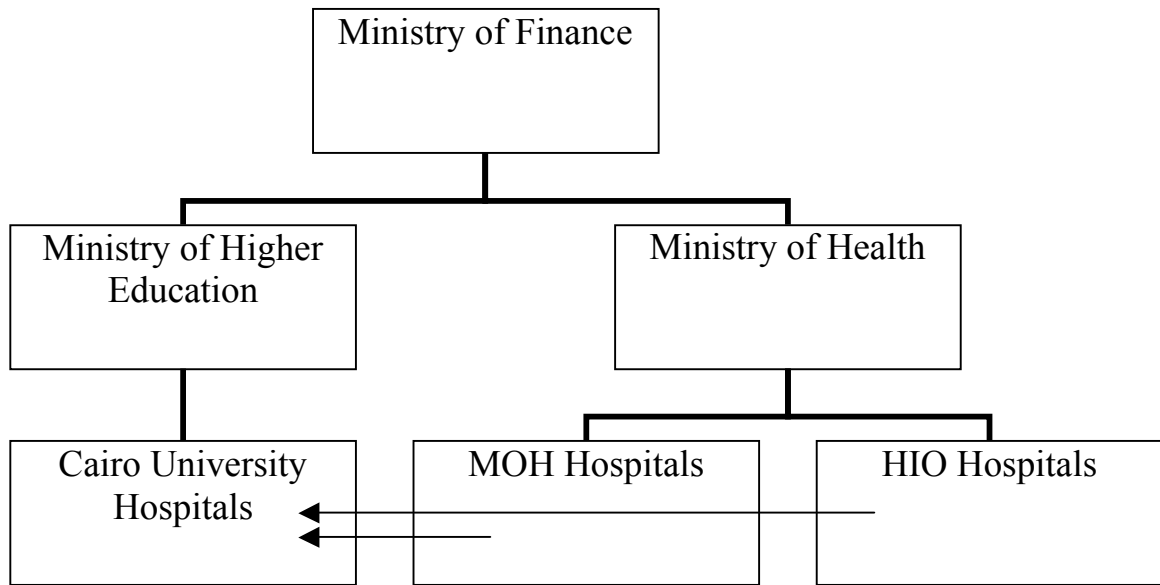 Ministry of Finance
Ministry of Higher
Education
Ministry of Health
Cairo University
Hospitals
MOH Hospitals
HIO Hospitals